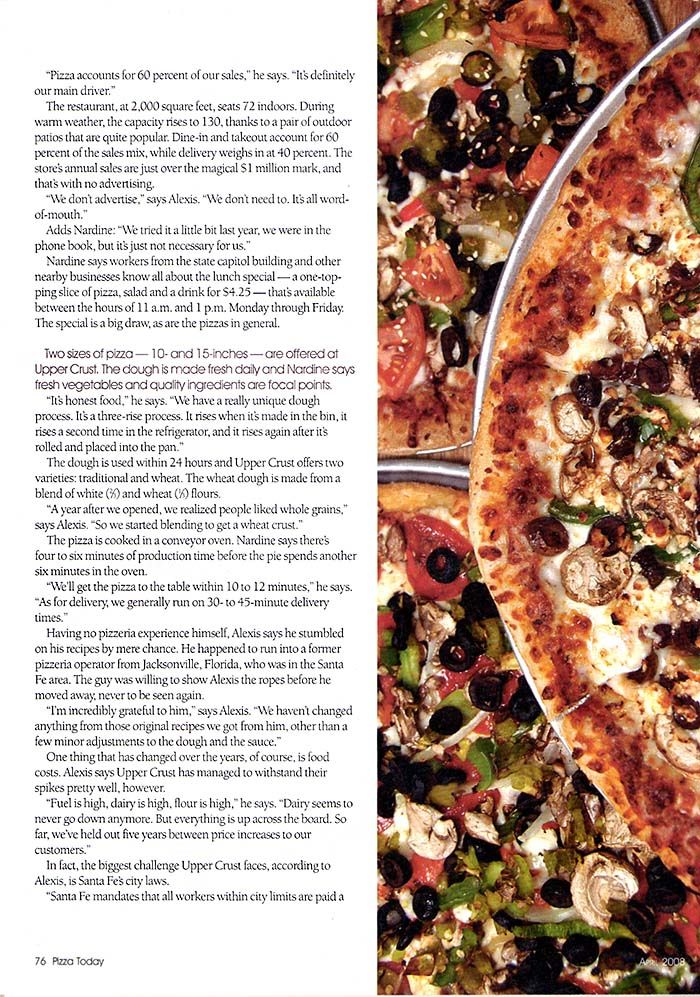 "Pizza accounts for 60 percent of our sales," he says. "It's definitely
our main driver."
The restaurant, at 2,000 square feet, seats 72 indoors. During
warm weather, the capacity rises to 130, thanks to a pair of outdoor
patios that are quite popular. Dine-in and takeout account for 60
percent of the sales mix, while delivery weighs in at 40 percent. The
store's annual sales are just over the magical $1 million mark, and
that's with no advertising.
"We don't advertise," says Alexis. "We don't need to. It's all word-
of-mouth."
Adds Nardine: "We tried it a little bit last year, we were in the
phone book, but it's just not necessary for us."
Nardine says workers from the state capitol building and other
nearby businesses know all about the lunch special — a one-top-
ping slice of pizza, salad and a drink for $4.25 — that's available
between the hours of 11 a.m. and 1 p.m. Monday through Friday.
The special is a big draw, as are the pizzas in general.
Two sizes of pizza — 10- and 15-inches — are offered at
Upper Crust. The dough is made fresh daily and Nardine says
fresh vegetables and quality ingredients are focal points.
"It's honest food," he says. "We have a really unique dough
process. It's a three-rise process. It rises when it's made in the bin, it
rises a second time in the refrigerator, and it rises again after it's
rolled and placed into the pan."
The dough is used within 24 hours and Upper Crust offers two
varieties: traditional and wheat. The wheat dough is made from a
blend of white (⅔) and wheat (⅓) flours.
"A year after we opened, we realized people liked whole grains,"
says Alexis. "So we started blending to get a wheat crust."
The pizza is cooked in a conveyor oven. Nardine says there's
four to six minutes of production time before the pie spends another
six minutes in the oven.
"We'll get the pizza to the table within 10 to 12 minutes," he says.
"As for delivery, we generally run on 30- to 45-minute delivery
times."
Having no pizzeria experience himself, Alexis says he stumbled
on his recipes by mere chance. He happened to run into a former
pizzeria operator from Jacksonville, Florida, who was in the Santa
Fe area. The guy was willing to show Alexis the ropes before he
moved away, never to be seen again.
"I'm incredibly grateful to him," says Alexis. "We haven't changed
anything from those original recipes we got from him, other than a
few minor adjustments to the dough and the sauce."
One thing that has changed over the years, of course, is food
costs. Alexis says Upper Crust has managed to withstand their
spikes pretty well, however.
"Fuel is high, dairy is high, flour is high," he says. "Dairy seems to
never go down anymore. But everything is up across the board. So
far, we've held out five years between price increases to our
customers."
In fact, the biggest challenge Upper Crust faces, according to
Alexis, is Santa Fe's city laws.
"Santa Fe mandates that all workers within city limits are paid a
76 Pizza Today
April 2008